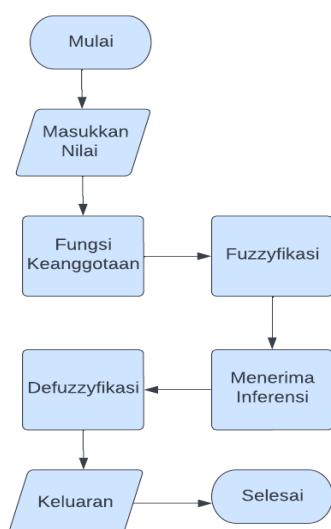 Mulai
Masukkan
Nilai
Fungsi
Keanggotaan
Fuzzyfikasi
Menerima
Inferensi
Defuzzyfikasi
Keluaran
Selesai